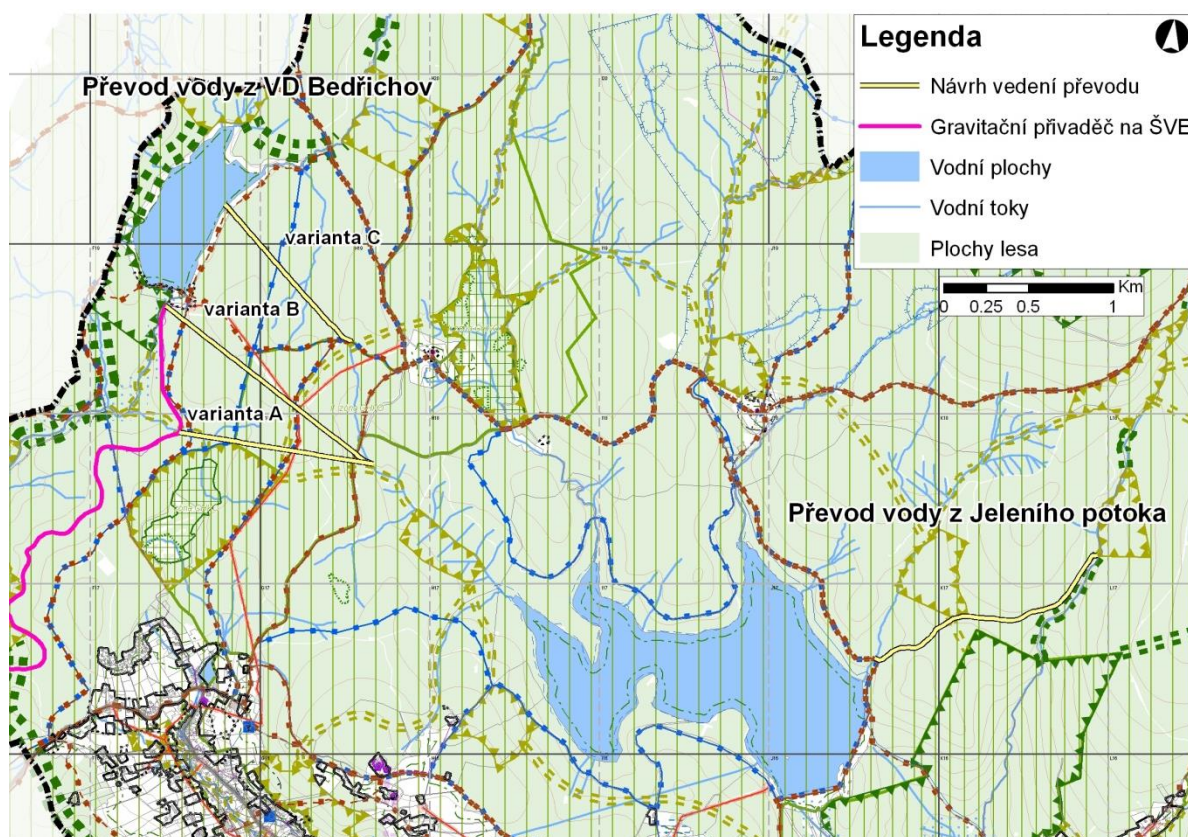 Převod vody z VD Bedřichov
varianta C
varianta B
varianta A
Převod vody z Jeleního potoka
Legenda
Návrh vedení převodu
Gravitační přivaděč na ŠVE
Vodní plochy
Vodní toky
Plochy lesa
Km
0 0.25 0.5 1